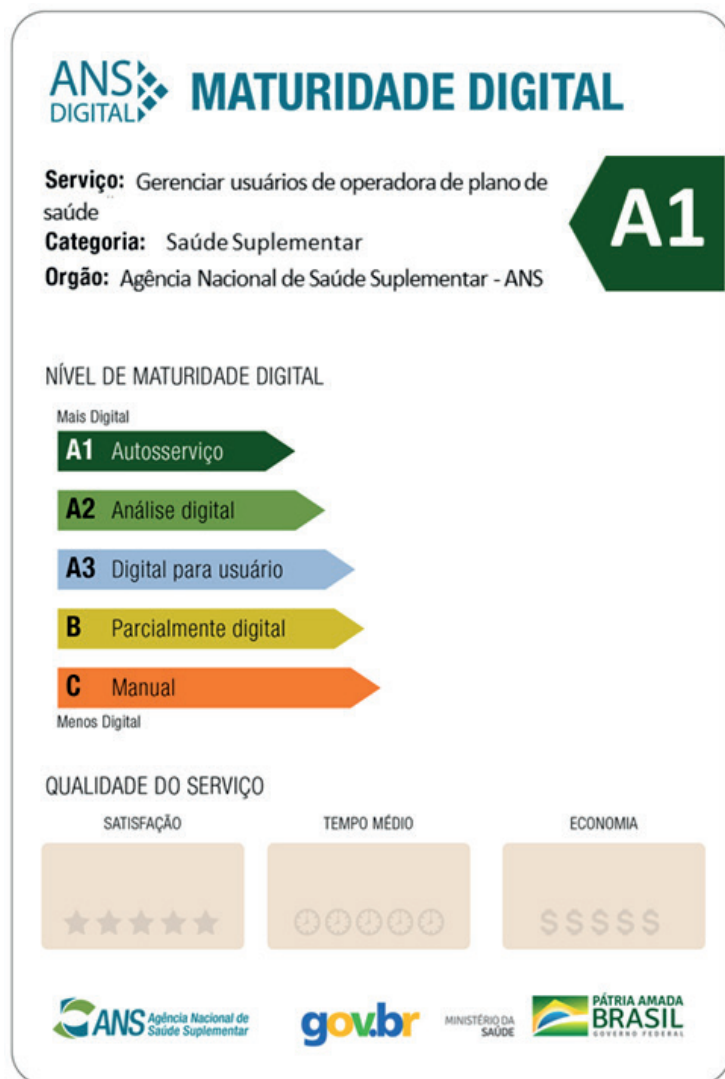 ANS
DIGITAL
MATURIDADE DIGITAL
Serviço: Gerenciar usuários de operadora de plano de
saúde
Categoria: Saúde Suplementar
Orgão: Agência Nacional de Saúde Suplementar - ANS
A1
NÍVEL DE MATURIDADE DIGITAL
Mais Digital
A1 Autosserviço
A2 Análise digital
A3 Digital para usuário
B Parcialmente digital
C Manual
Menos Digital
QUALIDADE DO SERVIÇO
SATISFAÇÃO
TEMPO MÉDIO
ECONOMIA
$$$$$
ANS Agência Nacional de
Saúde Suplementar
gov.br
MINISTÉRIO DA
SAÚDE
PÁTRIA AMADA
BRASIL
GOVERNO FEDERAL